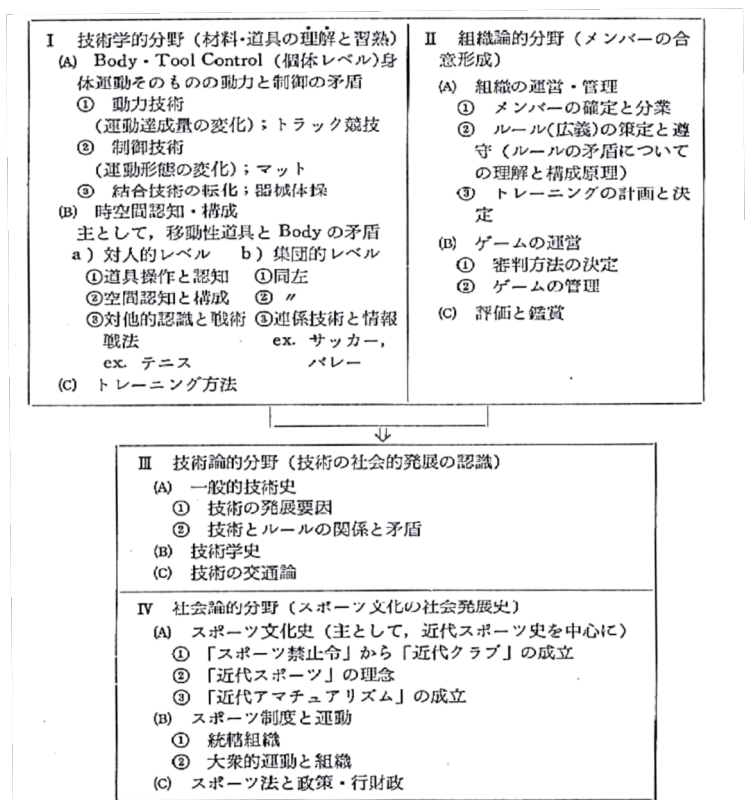 Ⅰ 技術学的分野（材料・道具の理解と習熟）
(A) Body・Tool Control（個体レベル）身
体運動そのものの動力と制御の矛盾
① 動力技術
（運動達成量の変化）；トラック競技
② 制御技術
（運動形態の変化）；マット
③ 結合技術の転化；器械体操
(B) 時空間認知・構成
主として，移動性道具と Body の矛盾
a）対人的レベル b）集団的レベル
①道具操作と認知 ①同左
②空間認知と構成 ② 〃
③対他的認識と戦術 ③連係技術と情報
戦法 ex. サッカー，
ex. テニス バレー
(C) トレーニング方法
Ⅱ 組織論的分野（メンバーの合
意形成）
(A) 組織の運営・管理
① メンバーの確定と分業
② ルール(広義)の策定と遵
守（ルールの矛盾について
の理解と構成原理）
③ トレーニングの計画と決
定
(B) ゲームの運営
① 審判方法の決定
② ゲームの管理
(C) 評価と鑑賞
Ⅲ 技術論的分野（技術の社会的発展の認識）
(A) 一般的技術史
① 技術の発展要因
② 技術とルールの関係と矛盾
(B) 技術学史
(C) 技術の交通論
Ⅳ 社会論的分野（スポーツ文化の社会発展史）
(A) スポーツ文化史（主として，近代スポーツ史を中心に）
① 「スポーツ禁止令」から「近代クラブ」の成立
② 「近代スポーツ」の理念
③ 「近代アマチュアリズム」の成立
(B) スポーツ制度と運動
① 統轄組織
② 大衆的運動と組織
(C) スポーツ法と政策・行財政